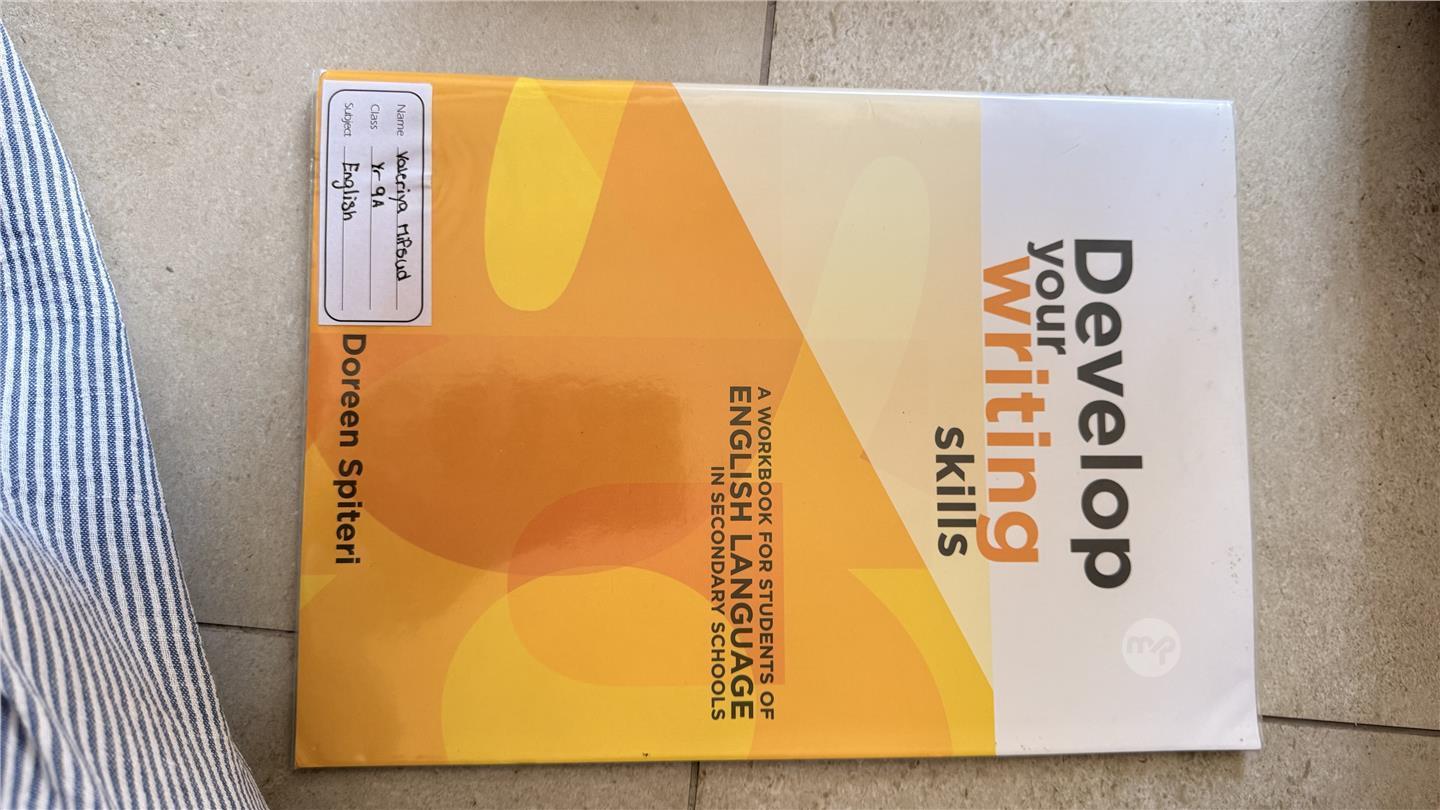 Develop
your
writing
skills
A WORKBOOK FOR STUDENTS OF
ENGLISH LANGUAGE
IN SECONDARY SCHOOLS
Name Valeriya
Class Yr 9A
Subject English
Doreen Spiteri